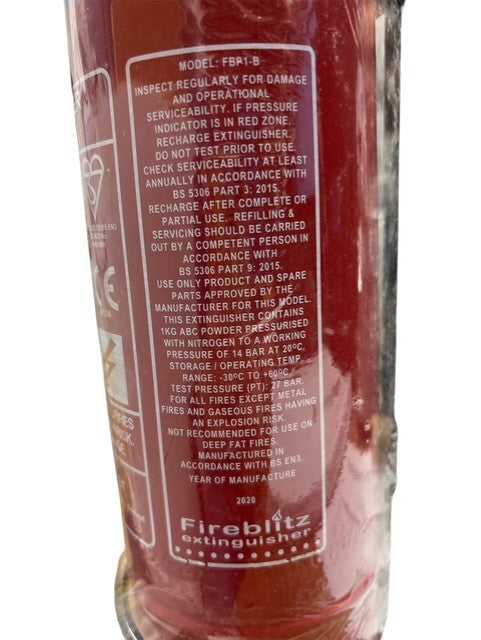 MODEL: FBP1-B
INSPECT REGULARLY FOR DAMAGE
AND OPERATIONAL
SERVICEABILITY. IF PRESSURE
INDICATOR IS IN RED ZONE,
RECHARGE EXTINGUISHER.
DO NOT TEST PRIOR TO USE.
CHECK SERVICEABILITY AT LEAST
ANNUALLY IN ACCORDANCE WITH
BS 5306 PART 3: 2015.
RECHARGE AFTER COMPLETE OR
PARTIAL USE. REFILLING &
SERVICING SHOULD BE CARRIED
OUT BY A COMPETENT PERSON IN
ACCORDANCE WITH
BS 5306 PART 9: 2015.
USE ONLY PRODUCT AND SPARE
PARTS APPROVED BY THE
MANUFACTURER FOR THIS MODEL.
THIS EXTINGUISHER CONTAINS
1KG ABC POWDER PRESSURISED
WITH NITROGEN TO A WORKING
PRESSURE OF 14 BAR AT 20ºC.
STORAGE / OPERATING TEMP.
RANGE: -30ºC TO +60ºC.
TEST PRESSURE (PT): 27 BAR.
FOR ALL FIRES EXCEPT METAL
FIRES AND GASEOUS FIRES HAVING
AN EXPLOSION RISK.
NOT RECOMMENDED FOR USE ON
DEEP FAT FIRES.
MANUFACTURED IN
ACCORDANCE WITH BS EN3.
YEAR OF MANUFACTURE
2020
Fireblitz
extinguisher
CE